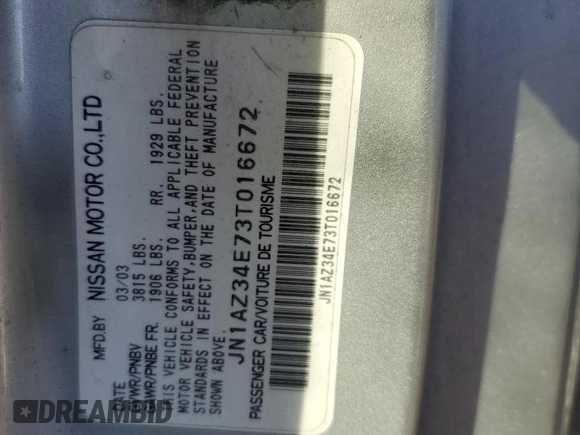 MFD.BY NISSAN MOTOR CO.,LTD
DATE 03/03
GVWR/PNBV 3815 LBS.
GAWR/PNBE FR. 1906 LBS. RR. 1929 LBS.
THIS VEHICLE CONFORMS TO ALL APPLICABLE FEDERAL
MOTOR VEHICLE SAFETY,BUMPER,AND THEFT PREVENTION
STANDARDS IN EFFECT ON THE DATE OF MANUFACTURE
SHOWN ABOVE.
JN1AZ34E73T016672
PASSENGER CAR/VOITURE DE TOURISME
JN1AZ34E73T016672
DREAMBID